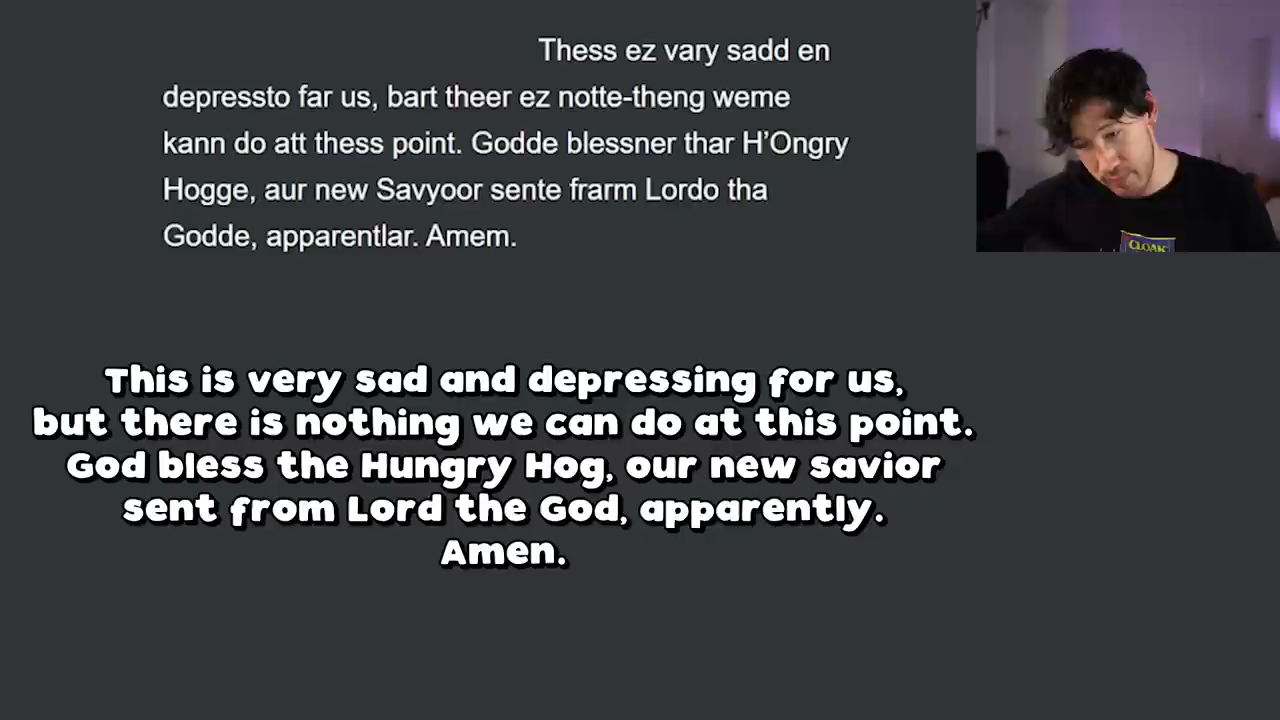 Thess ez vary sadd en
depressto far us, bart theer ez notte-theng weme
kann do att thess point. Godde blessner thar H’Ongry
Hogge, aur new Savyoor sente frarm Lordo tha
Godde, apparentlar. Amem.
CLOAK
This is very sad and depressing for us,
but there is nothing we can do at this point.
God bless the Hungry Hog, our new savior
sent from Lord the God, apparently.
Amen.